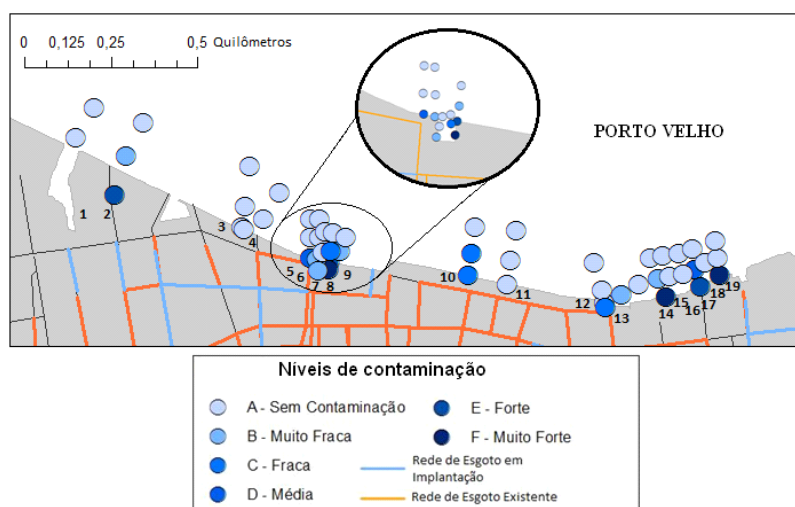 0 0,125 0,25 0,5 Quilômetros
PORTO VELHO
1 2 3 4 5 6 7 8 9 10 11 12 13 14 15 16 17 18 19
Níveis de contaminação
A - Sem Contaminação
B - Muito Fraca
C - Fraca
D - Média
E - Forte
F - Muito Forte
Rede de Esgoto em
Implantação
Rede de Esgoto Existente